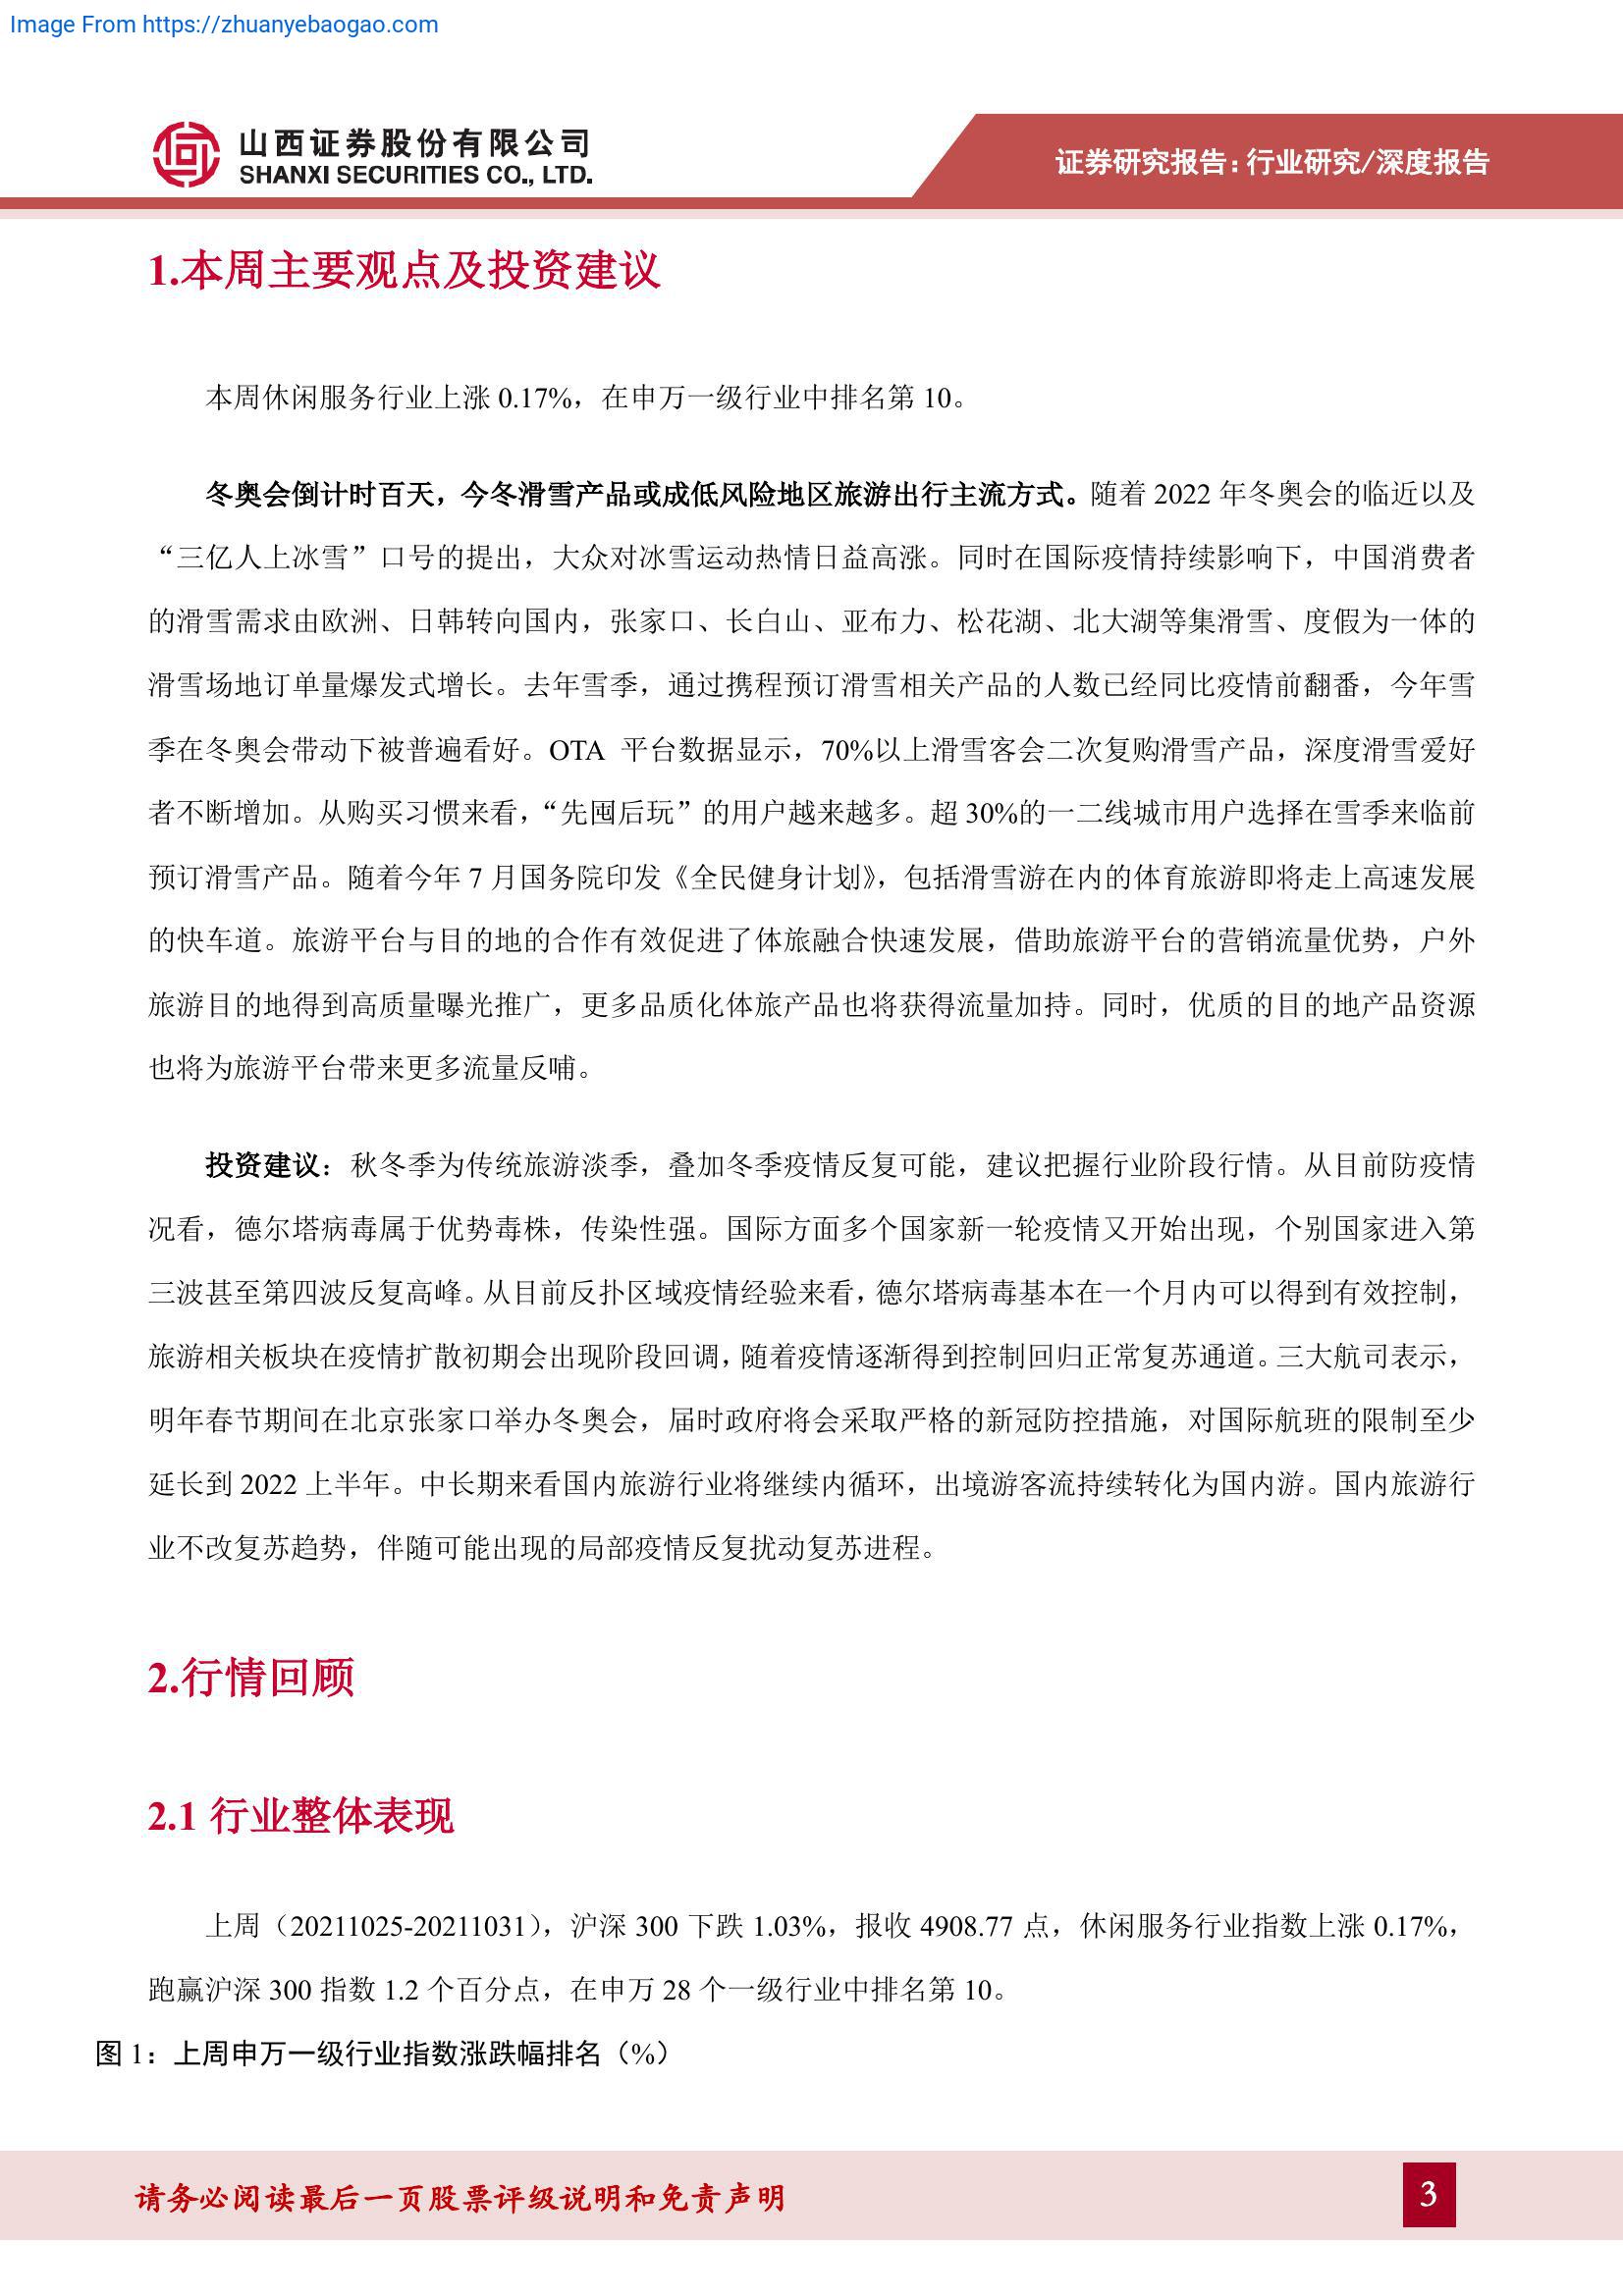 Image From https://zhuanyebaogao.com
山西证券股份有限公司
SHANXI SECURITIES CO., LTD.
证券研究报告：行业研究/深度报告
1.本周主要观点及投资建议
本周休闲服务行业上涨 0.17%，在申万一级行业中排名第 10。
冬奥会倒计时百天，今冬滑雪产品或成低风险地区旅游出行主流方式。随着 2022 年冬奥会的临近以及
“三亿人上冰雪”口号的提出，大众对冰雪运动热情日益高涨。同时在国际疫情持续影响下，中国消费者
的滑雪需求由欧洲、日韩转向国内，张家口、长白山、亚布力、松花湖、北大湖等集滑雪、度假为一体的
滑雪场地订单量爆发式增长。去年雪季，通过携程预订滑雪相关产品的人数已经同比疫情前翻番，今年雪
季在冬奥会带动下被普遍看好。OTA 平台数据显示，70%以上滑雪客会二次复购滑雪产品，深度滑雪爱好
者不断增加。从购买习惯来看，“先囤后玩”的用户越来越多。超 30%的一二线城市用户选择在雪季来临前
预订滑雪产品。随着今年 7 月国务院印发《全民健身计划》，包括滑雪游在内的体育旅游即将走上高速发展
的快车道。旅游平台与目的地的合作有效促进了体旅融合快速发展，借助旅游平台的营销流量优势，户外
旅游目的地得到高质量曝光推广，更多品质化体旅产品也将获得流量加持。同时，优质的目的地产品资源
也将为旅游平台带来更多流量反哺。
投资建议：秋冬季为传统旅游淡季，叠加冬季疫情反复可能，建议把握行业阶段行情。从目前防疫情
况看，德尔塔病毒属于优势毒株，传染性强。国际方面多个国家新一轮疫情又开始出现，个别国家进入第
三波甚至第四波反复高峰。从目前反扑区域疫情经验来看，德尔塔病毒基本在一个月内可以得到有效控制，
旅游相关板块在疫情扩散初期会出现阶段回调，随着疫情逐渐得到控制回归正常复苏通道。三大航司表示，
明年春节期间在北京张家口举办冬奥会，届时政府将会采取严格的新冠防控措施，对国际航班的限制至少
延长到 2022 上半年。中长期来看国内旅游行业将继续内循环，出境游客流持续转化为国内游。国内旅游行
业不改复苏趋势，伴随可能出现的局部疫情反复扰动复苏进程。
2.行情回顾
2.1 行业整体表现
上周（20211025-20211031），沪深 300 下跌 1.03%，报收 4908.77 点，休闲服务行业指数上涨 0.17%，
跑赢沪深 300 指数 1.2 个百分点，在申万 28 个一级行业中排名第 10。
图 1：上周申万一级行业指数涨跌幅排名（%）
请务必阅读最后一页股票评级说明和免责声明
3